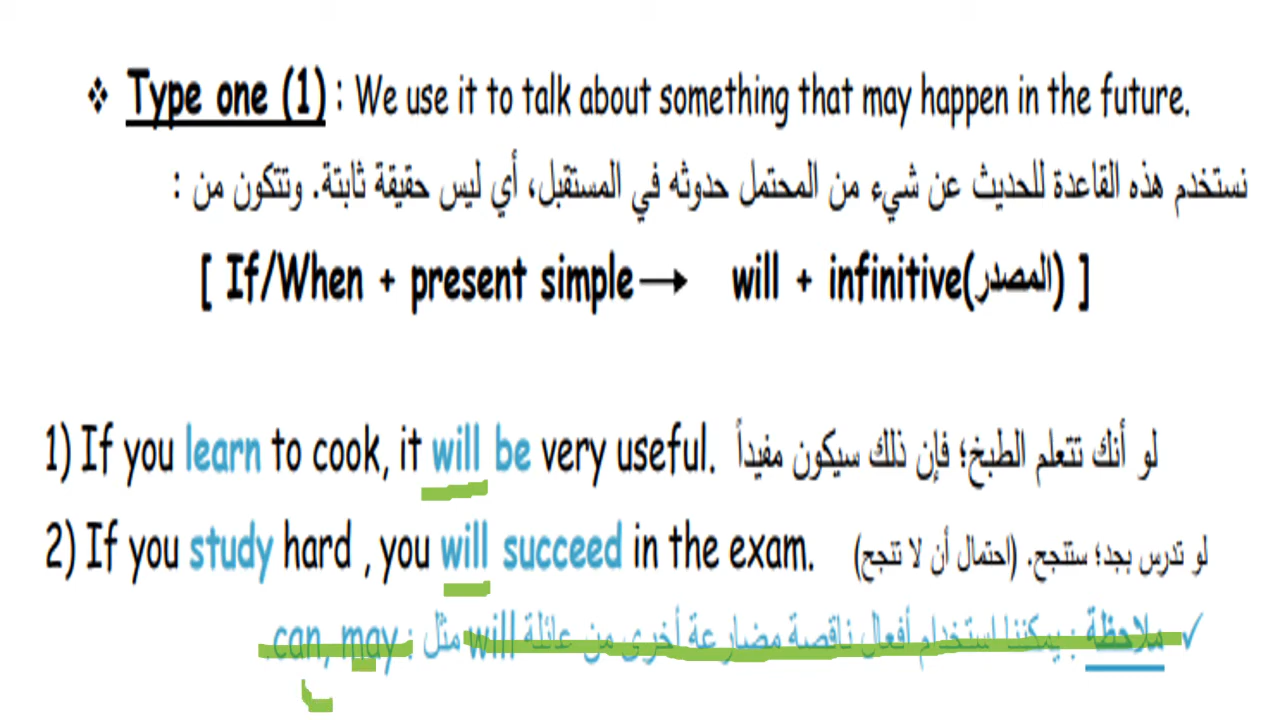 ❖ Type one (1) : We use it to talk about something that may happen in the future.
نستخدم هذه القاعدة للحديث عن شيء من المحتمل حدوثه في المستقبل، أي ليس حقيقة ثابتة. وتتكون من :
[ If/When + present simple → will + infinitive(المصدر) ]
1) If you learn to cook, it will be very useful. لو أنك تتعلم الطبخ؛ فإن ذلك سيكون مفيداً
2) If you study hard , you will succeed in the exam. لو تدرس بجد؛ ستنجح. (احتمال أن لا تنجح)
✓ ملاحظة : يمكننا استخدام أفعال ناقصة مضارعة أخرى من عائلة will مثل : can, may.